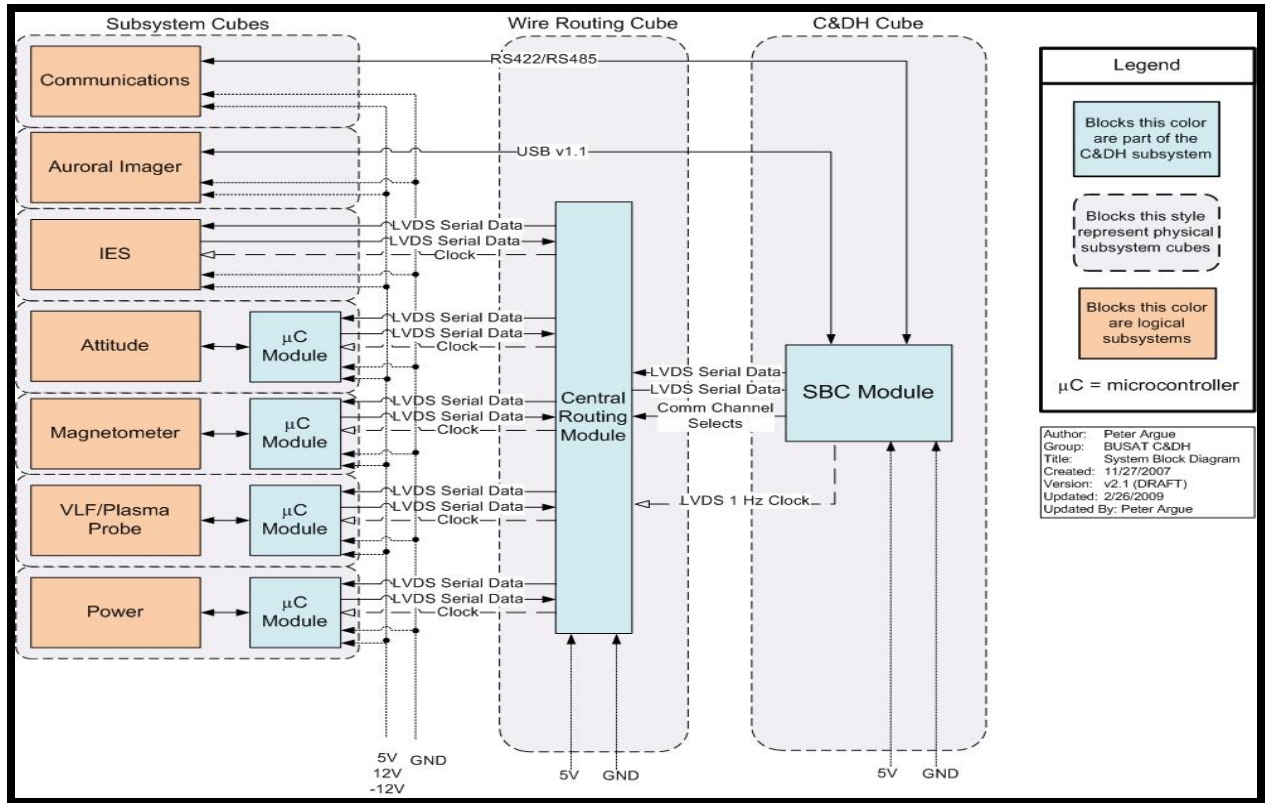 Subsystem Cubes
Wire Routing Cube
C&DH Cube
Communications
RS422/RS485
Auroral Imager
USB v1.1
IES
LVDS Serial Data
LVDS Serial Data
Clock
Attitude
μC
Module
LVDS Serial Data
LVDS Serial Data
Clock
Magnetometer
μC
Module
LVDS Serial Data
LVDS Serial Data
Clock
VLF/Plasma
Probe
μC
Module
LVDS Serial Data
LVDS Serial Data
Clock
Power
μC
Module
LVDS Serial Data
LVDS Serial Data
Clock
Central
Routing
Module
LVDS Serial Data
LVDS Serial Data
Comm Channel
Selects
LVDS 1 Hz Clock
SBC Module
5V
12V
-12V
GND
5V
GND
5V
GND
Legend
Blocks this color
are part of the
C&DH subsystem
Blocks this style
represent physical
subsystem cubes
Blocks this color
are logical
subsystems
μC = microcontroller
Author: Peter Argue
Group: BUSAT C&DH
Title: System Block Diagram
Created: 11/27/2007
Version: v2.1 (DRAFT)
Updated: 2/26/2009
Updated By: Peter Argue